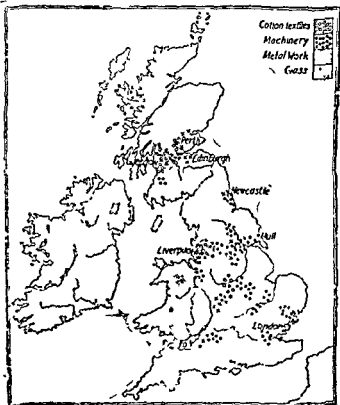 Cotton textiles
Machinery
Metal Work
Glass
Perth
Edinburgh
Newcastle
Hull
Liverpool
London